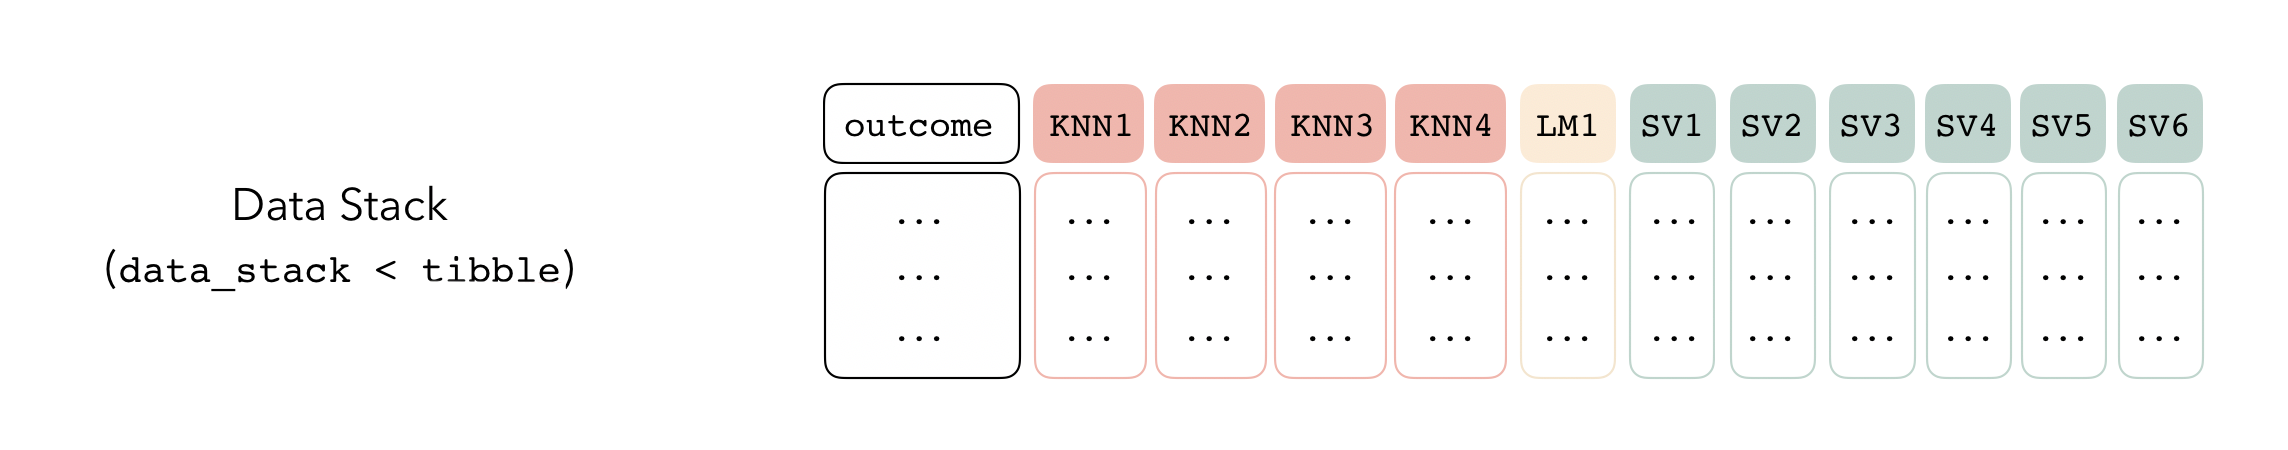 outcome KNN1 KNN2 KNN3 KNN4 LM1 SV1 SV2 SV3 SV4 SV5 SV6
Data Stack
(data_stack < tibble)
... ... ... ... ... ... ... ... ... ... ... ...
... ... ... ... ... ... ... ... ... ... ... ...
... ... ... ... ... ... ... ... ... ... ... ...